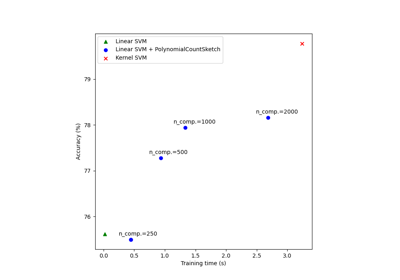 Linear SVM
Linear SVM + PolynomialCountSketch
Kernel SVM
79
n_comp.=2000
78
n_comp.=1000
n_comp.=500
77
Accuracy (%)
76
n_comp.=250
0.0 0.5 1.0 1.5 2.0 2.5 3.0
Training time (s)